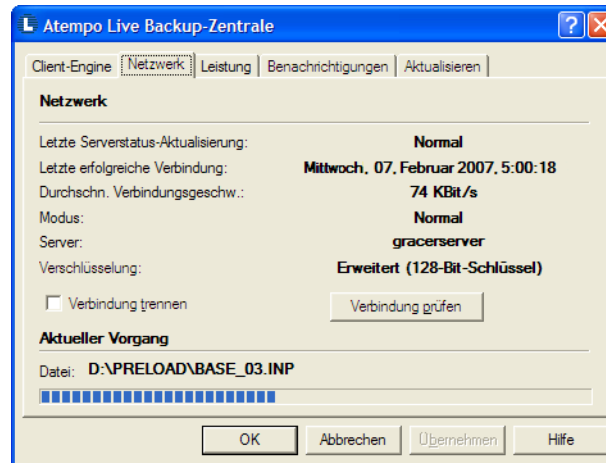 Atempo Live Backup-Zentrale
Client-Engine Netzwerk Leistung Benachrichtigungen Aktualisieren
Netzwerk
Letzte Serverstatus-Aktualisierung: Normal
Letzte erfolgreiche Verbindung: Mittwoch, 07, Februar 2007, 5:00:18
Durchschn. Verbindungsgeschw.: 74 KBit/s
Modus: Normal
Server: gracerserver
Verschlüsselung: Erweitert (128-Bit-Schlüssel)
Verbindung trennen Verbindung prüfen
Aktueller Vorgang
Datei: D:\PRELOAD\BASE_03.INP
OK Abbrechen Übernehmen Hilfe